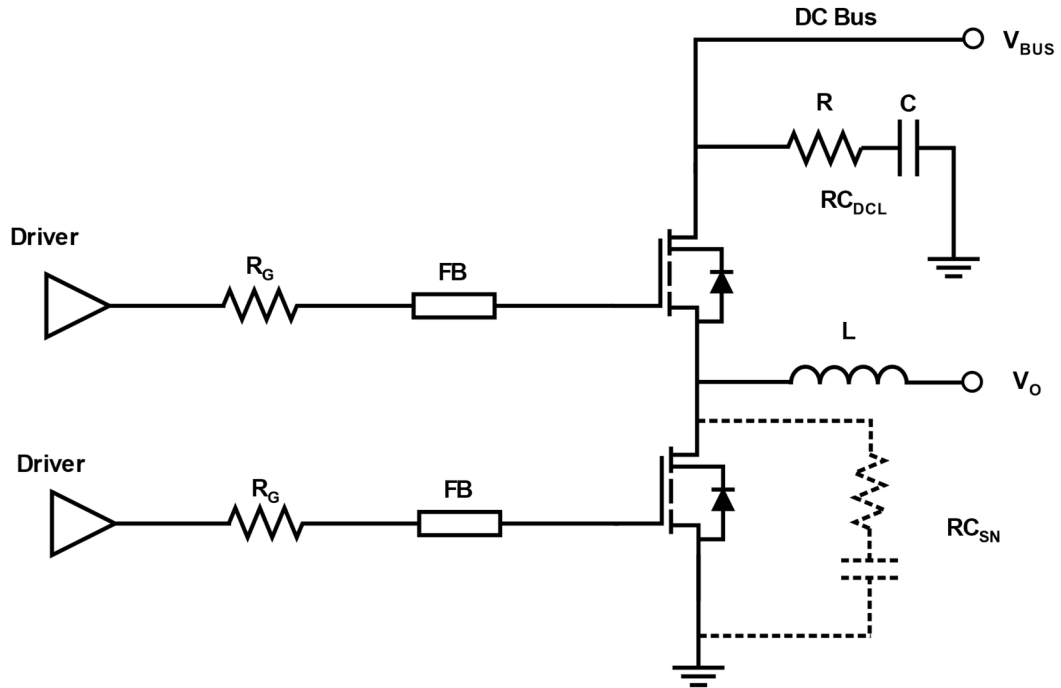 DC Bus
V_BUS
R
C
RC_DCL
Driver
R_G
FB
L
V_O
Driver
R_G
FB
RC_SN